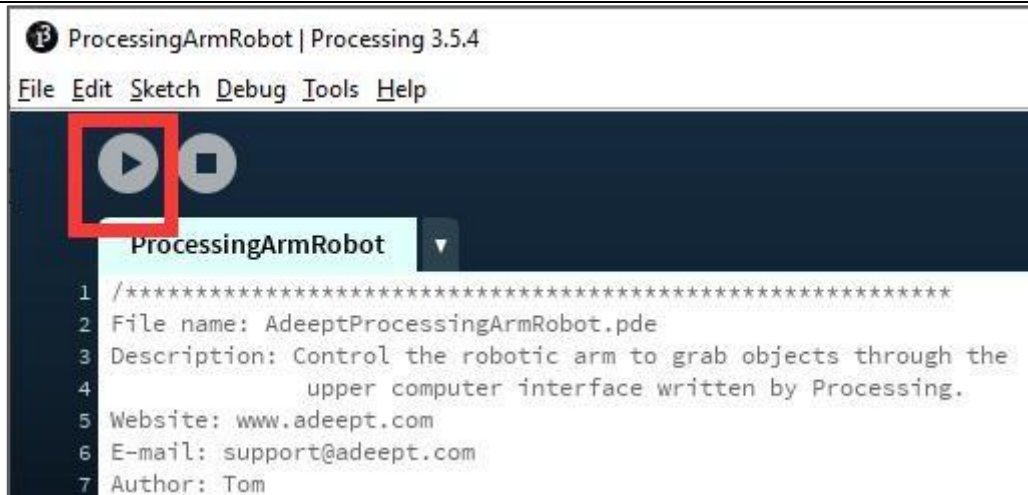 ProcessingArmRobot | Processing 3.5.4
File Edit Sketch Debug Tools Help
ProcessingArmRobot
1 /***********************************************************
2 File name: AdeeptProcessingArmRobot.pde
3 Description: Control the robotic arm to grab objects through the
4 upper computer interface written by Processing.
5 Website: www.adeept.com
6 E-mail: support@adeept.com
7 Author: Tom